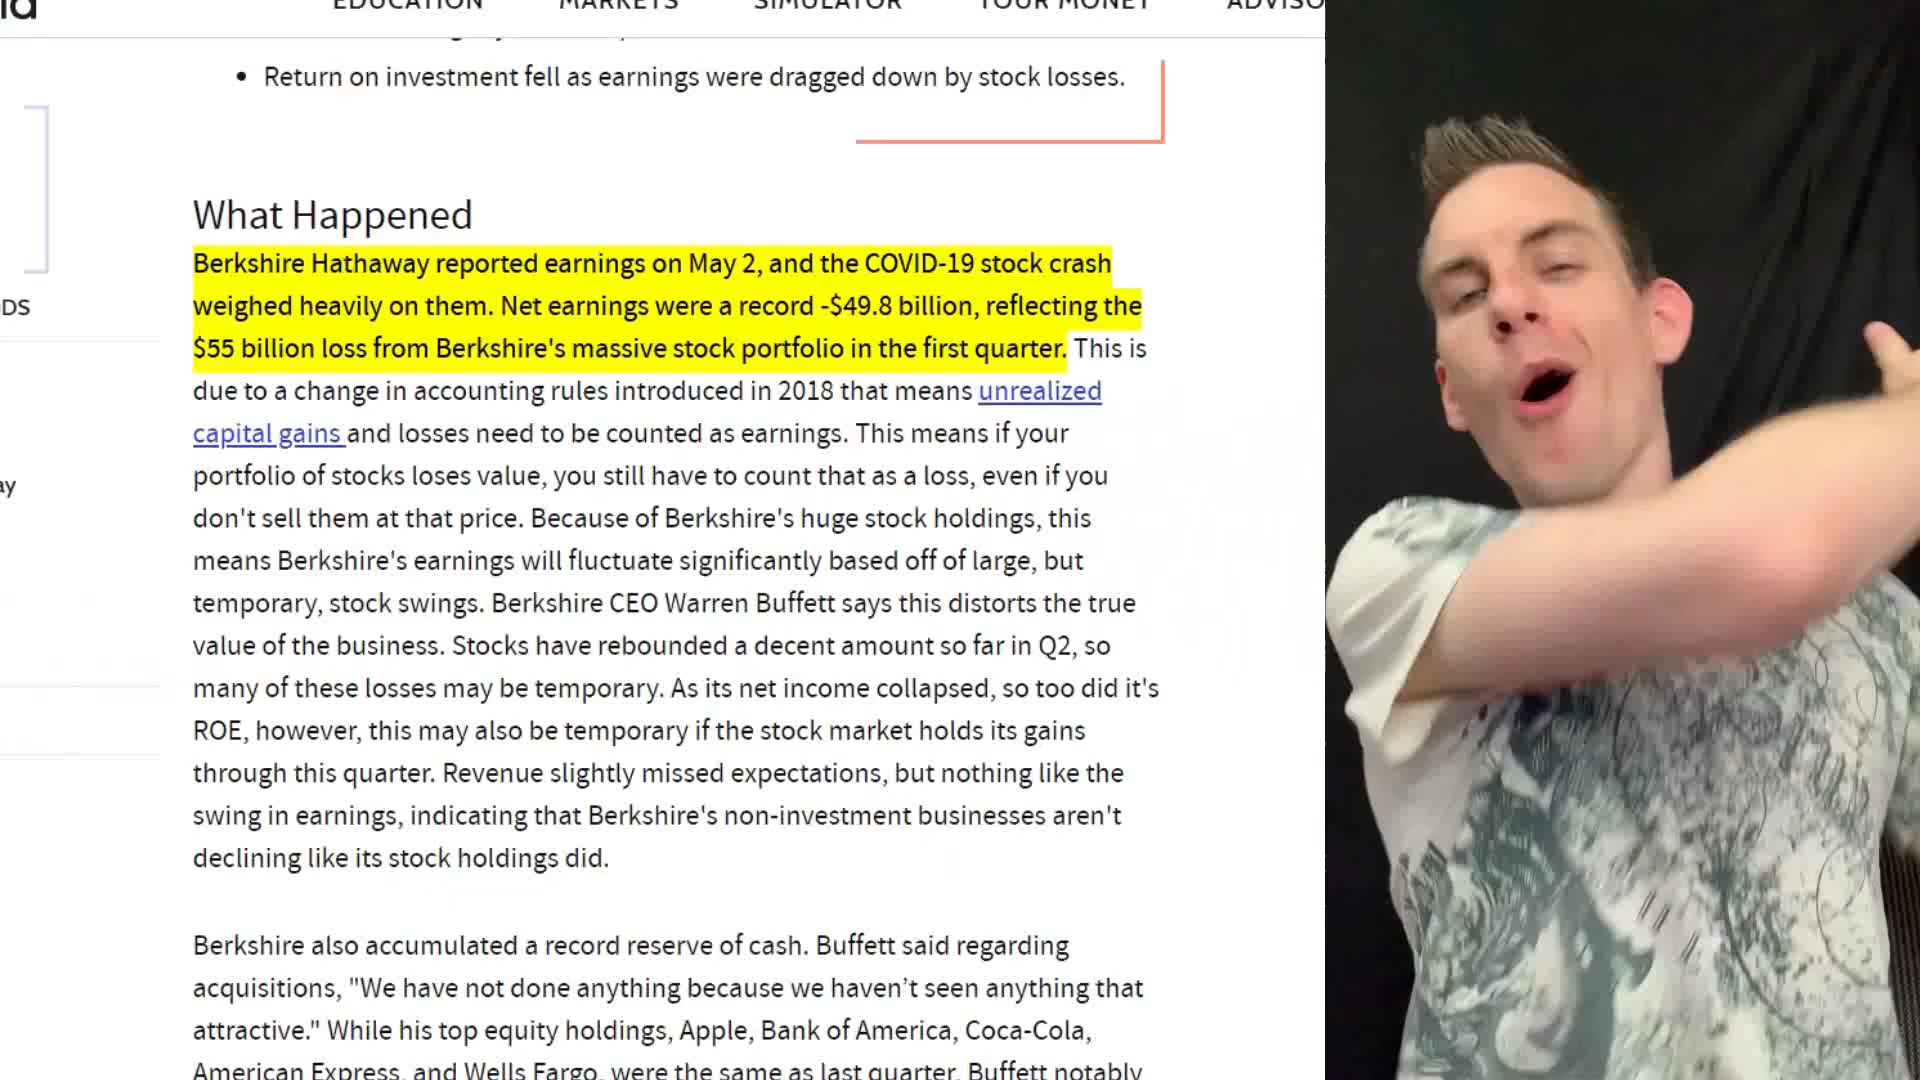 EDUCATION MARKETS SIMULATOR YOUR MONEY ADVISO
Return on investment fell as earnings were dragged down by stock losses.
What Happened
Berkshire Hathaway reported earnings on May 2, and the COVID-19 stock crash
weighed heavily on them. Net earnings were a record -$49.8 billion, reflecting the
$55 billion loss from Berkshire's massive stock portfolio in the first quarter. This is
due to a change in accounting rules introduced in 2018 that means unrealized
capital gains and losses need to be counted as earnings. This means if your
portfolio of stocks loses value, you still have to count that as a loss, even if you
don't sell them at that price. Because of Berkshire's huge stock holdings, this
means Berkshire's earnings will fluctuate significantly based off of large, but
temporary, stock swings. Berkshire CEO Warren Buffett says this distorts the true
value of the business. Stocks have rebounded a decent amount so far in Q2, so
many of these losses may be temporary. As its net income collapsed, so too did it's
ROE, however, this may also be temporary if the stock market holds its gains
through this quarter. Revenue slightly missed expectations, but nothing like the
swing in earnings, indicating that Berkshire's non-investment businesses aren't
declining like its stock holdings did.
Berkshire also accumulated a record reserve of cash. Buffett said regarding
acquisitions, "We have not done anything because we haven’t seen anything that
attractive." While his top equity holdings, Apple, Bank of America, Coca-Cola,
American Express, and Wells Fargo, were the same as last quarter, Buffett notably
DS
ay